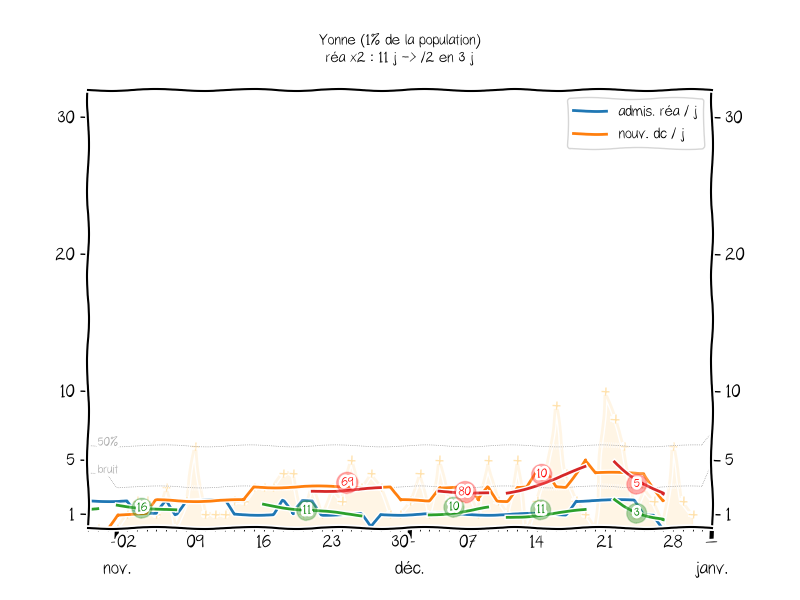 Yonne (1% de la population)
réa x2 : 11 j -> /2 en 3 j
admis. réa / j
nouv. dc / j
30 30
20 20
10 10
50%
5 5
bruit
1 1
16 11 69 10 80 10 11 5 3
02 09 16 23 30 07 14 21 28
nov. déc. janv.